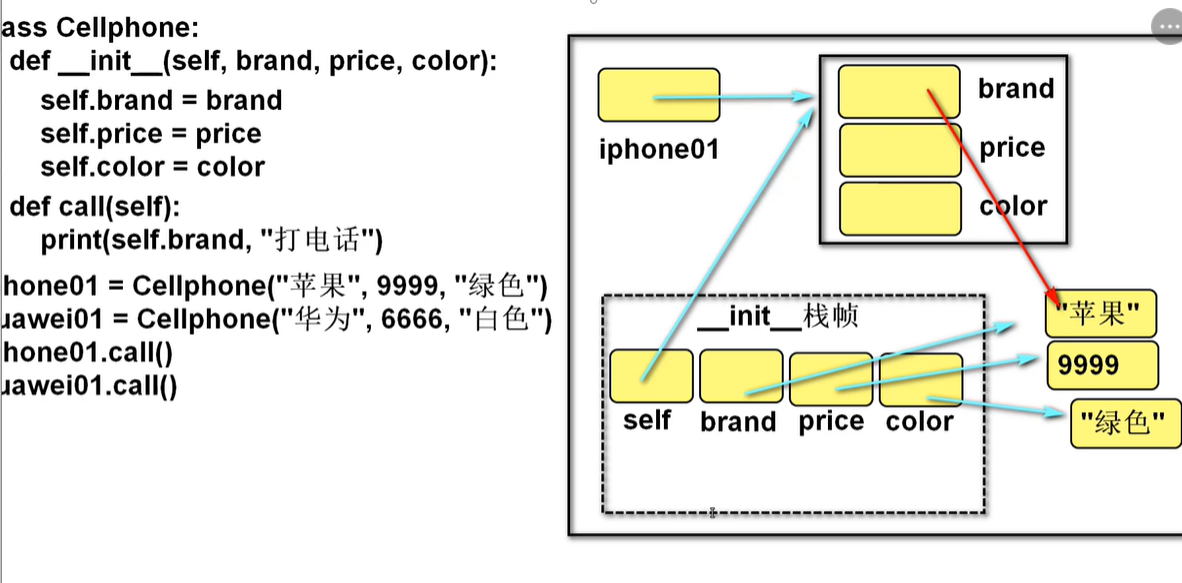 ass Cellphone:
def __init__(self, brand, price, color):
self.brand = brand
self.price = price
self.color = color
def call(self):
print(self.brand, "打电话")
hone01 = Cellphone("苹果", 9999, "绿色")
uawei01 = Cellphone("华为", 6666, "白色")
hone01.call()
uawei01.call()
iphone01
brand
price
color
__init__栈帧
self
brand
price
color
"苹果"
9999
"绿色"